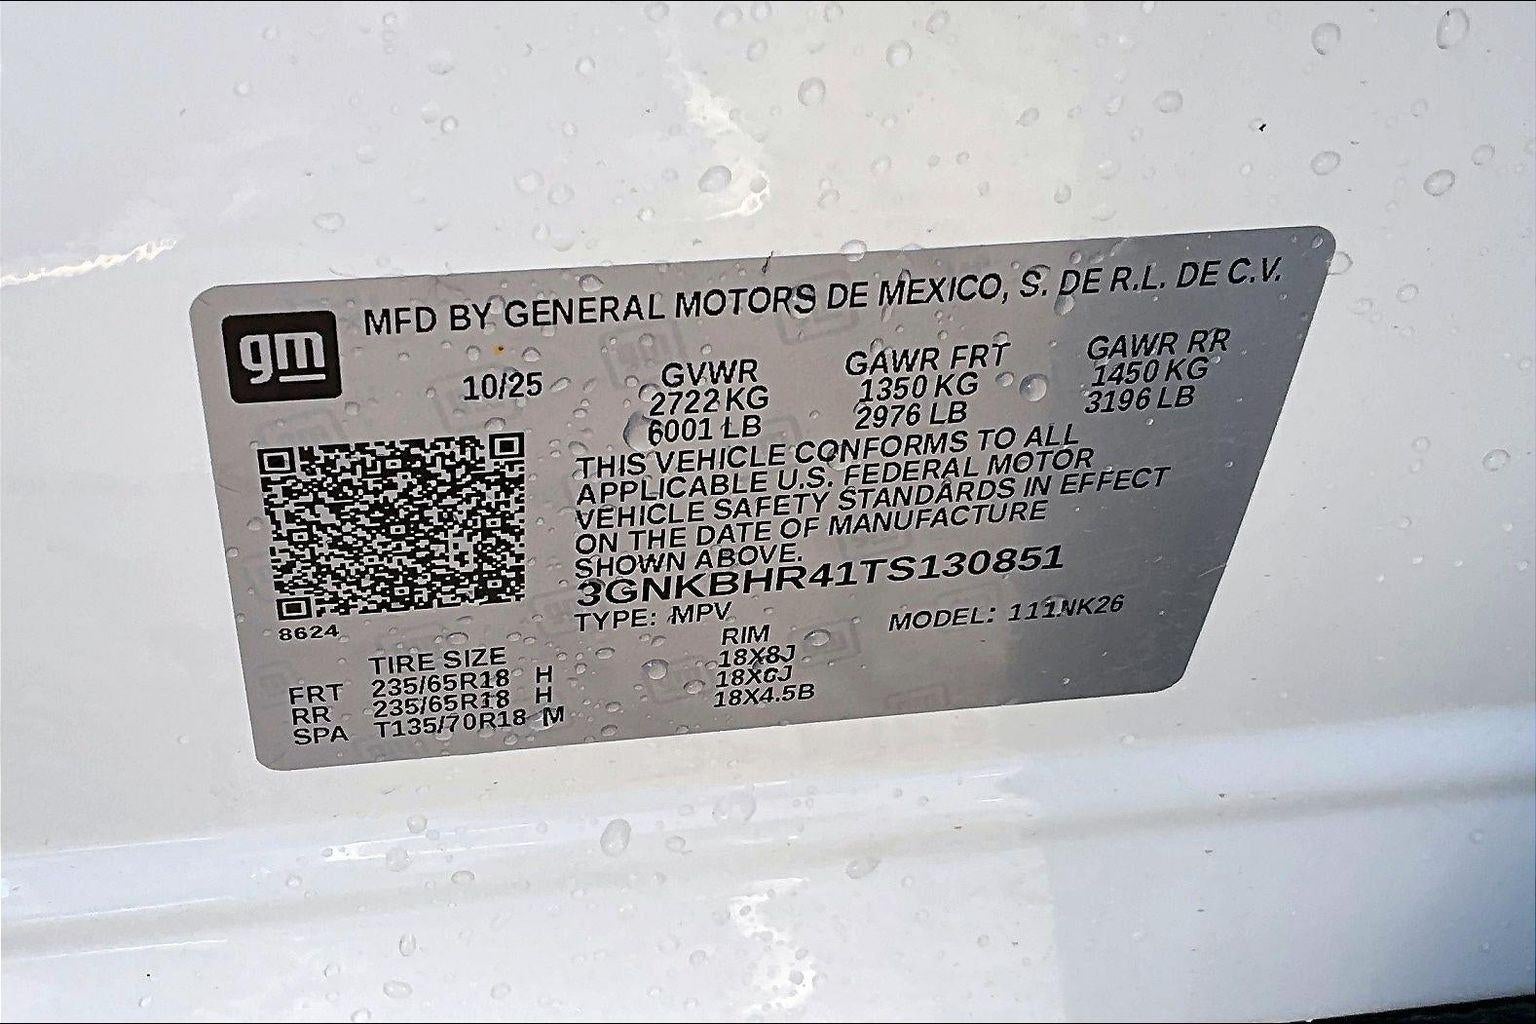 gm
MFD BY GENERAL MOTORS DE MEXICO, S. DE R.L. DE C.V.
10/25
GVWR GAWR FRT GAWR RR
2722 KG 1350 KG 1450 KG
6001 LB 2976 LB 3196 LB
THIS VEHICLE CONFORMS TO ALL
APPLICABLE U.S. FEDERAL MOTOR
VEHICLE SAFETY STANDARDS IN EFFECT
ON THE DATE OF MANUFACTURE
SHOWN ABOVE.
3GNKBHR41TS130851
TYPE: MPV MODEL: 111NK26
8624
TIRE SIZE RIM
FRT 235/65R18 H 18X8J
RR 235/65R18 H
SPA T135/70R18 M 18X4.5B